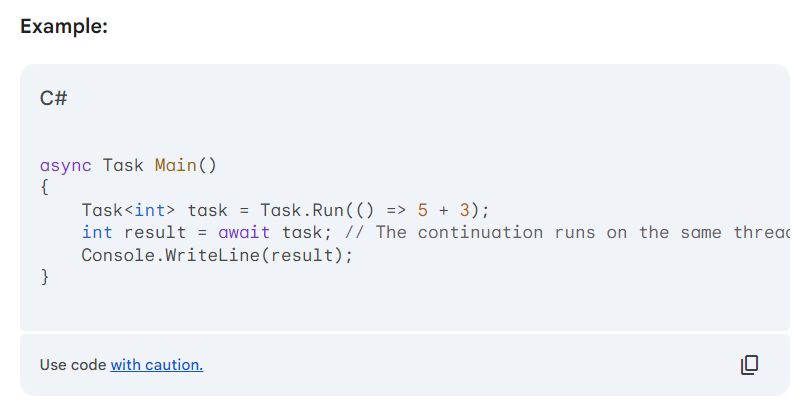 Example:
C#
async Task Main()
{
    Task<int> task = Task.Run(() => 5 + 3);
    int result = await task; // The continuation runs on the same thread
    Console.WriteLine(result);
}
Use code with caution.